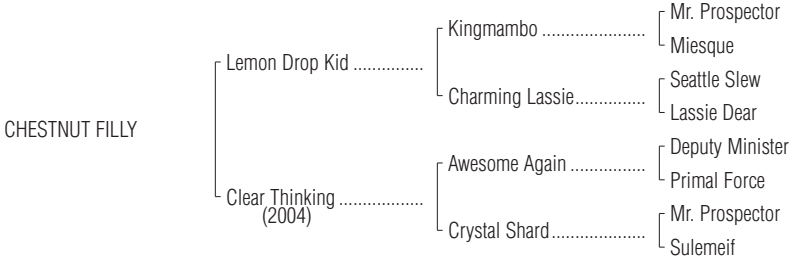 Mr. Prospector
Kingmambo ......................
Miesque
Lemon Drop Kid ...............
Seattle Slew
Charming Lassie...............
Lassie Dear
CHESTNUT FILLY
Deputy Minister
Awesome Again ................
Primal Force
Clear Thinking ..................
(2004)
Mr. Prospector
Crystal Shard....................
Sulemeif